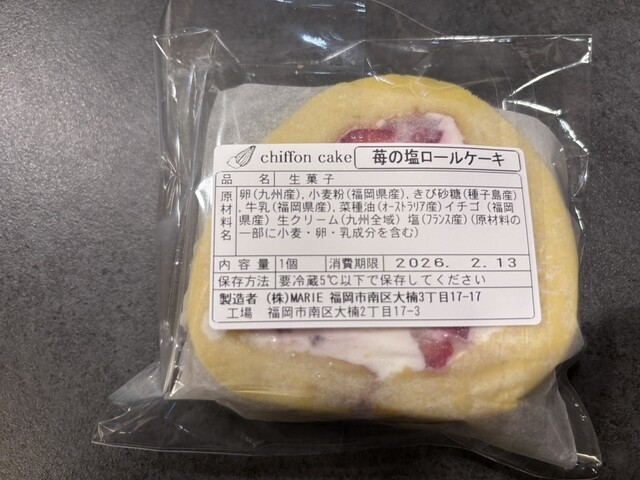 chiffon cake 苺の塩ロールケーキ
品名 生菓子
原材料名 卵(九州産),小麦粉(福岡県産),きび砂糖(種子島産)
,牛乳(福岡県産),菜種油(オーストラリア産)イチゴ(福岡
県産) 生クリーム(九州全域) 塩(フランス産)(原材料の
一部に小麦・卵・乳成分を含む)
内容量 1個 消費期限 2026. 2.13
保存方法 要冷蔵5℃以下で保存してください
製造者 (株)MARIE 福岡市南区大楠3丁目17-17
工場 福岡市南区大楠2丁目17-3